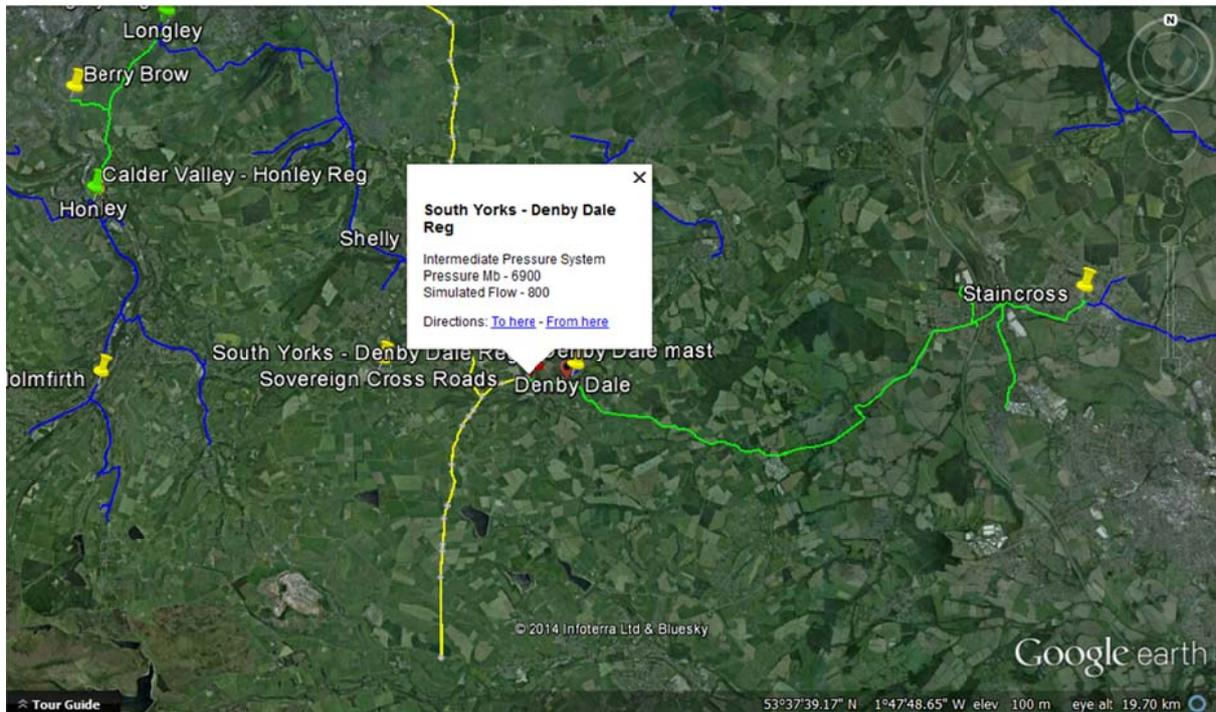 Longley
Berry Brow
Calder Valley - Honley Reg
Honley
Shelly
South Yorks - Denby Dale
Reg
Intermediate Pressure System
Pressure Mb - 6900
Simulated Flow - 800
Directions: To here - From here
N
Staincross
South Yorks - Denby Dale Reg
Denby Dale mast
olmfirth
Sovereign Cross Roads
Denby Dale
© 2014 Infoterra Ltd & Bluesky
Google earth
Tour Guide
53°37'39.17" N 1°47'48.65" W elev 100 m eye alt 19.70 km